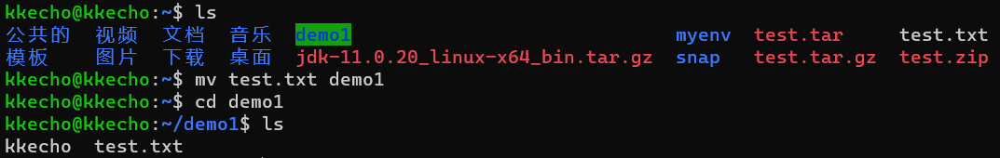 kkecho@kkecho:~$ ls
公共的 视频 文档 音乐 demo1 myenv test.tar test.txt
模板 图片 下载 桌面 jdk-11.0.20_linux-x64_bin.tar.gz snap test.tar.gz test.zip
kkecho@kkecho:~$ mv test.txt demo1
kkecho@kkecho:~$ cd demo1
kkecho@kkecho:~/demo1$ ls
kkecho test.txt